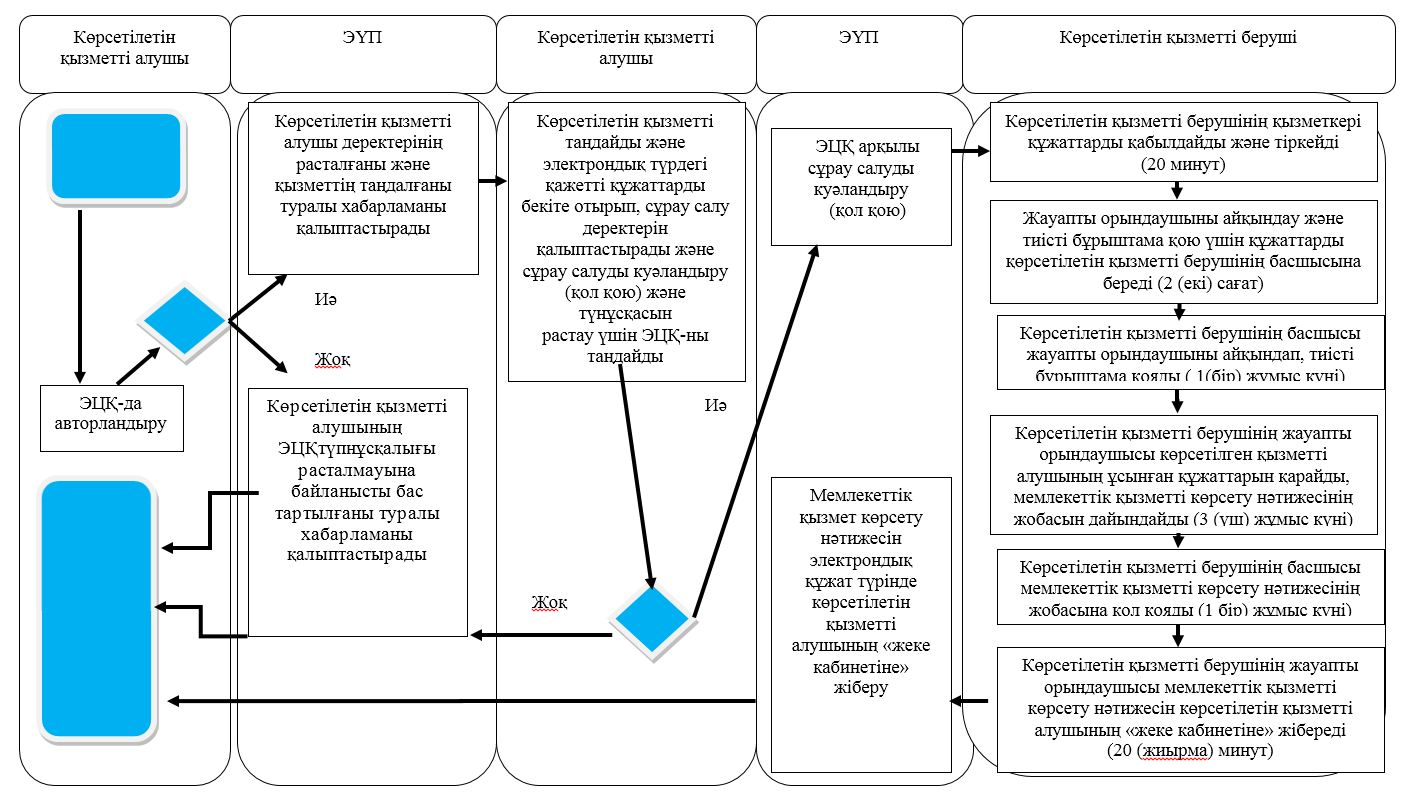 Көрсетілетін
қызметті алушы
ЭҮП
Көрсетілетін қызметті
алушы
ЭҮП
Көрсетілетін қызметті беруші
ЭЦҚ-да
авторландыру
Көрсетілетін қызметті
алушы деректерінің
расталғаны және
қызметтің таңдалғаны
туралы хабарламаны
қалыптастырады
Иә
Жоқ
Көрсетілетін қызметті
алушының
ЭЦҚтүпнұсқалығы
расталмауына
байланысты бас
тартылғаны туралы
хабарламаны
қалыптастырады
Көрсетілетін қызметті
таңдайды және
электрондық түрдегі
қажетті құжаттарды
бекіте отырып, сұрау салу
деректерін
қалыптастырады және
сұрау салуды куәландыру
(қол қою) және
түнұсқасын
растау үшін ЭЦҚ-ны
таңдайды
Иә
Жоқ
ЭЦҚ арқылы
сұрау салуды
куәландыру
(қол қою)
Мемлекеттік
қызмет көрсету
нәтижесін
электрондық
құжат түрінде
көрсетілетін
қызметті
алушының «жеке
кабинетіне»
жіберу
Көрсетілетін қызметті берушінің қызметкері
құжаттарды қабылдайды және тіркейді
(20 минут)
Жауапты орындаушыны айқындау және
тиісті бұрыштама қою үшін құжаттарды
көрсетілетін қызметті берушінің басшысына
береді (2 (екі) сағат)
Көрсетілетін қызметті берушінің басшысы
жауапты орындаушыны айқындап, тиісті
бұрыштама қояды ( 1(бір) жұмыс күні)
Көрсетілетін қызметті берушінің жауапты
орындаушысы көрсетілген қызметті
алушының ұсынған құжаттарын қарайды,
мемлекеттік қызметті көрсету нәтижесінің
жобасын дайындайды (3 (үш) жұмыс күні)
Көрсетілетін қызметті берушінің басшысы
мемлекеттік қызметті көрсету нәтижесінің
жобасына қол қояды (1 бір) жұмыс күні)
Көрсетілетін қызметті берушінің жауапты
орындаушысы мемлекеттік қызметті
көрсету нәтижесін көрсетілетін қызметті
алушының «жеке кабинетіне» жібереді
(20 (жиырма) минут)